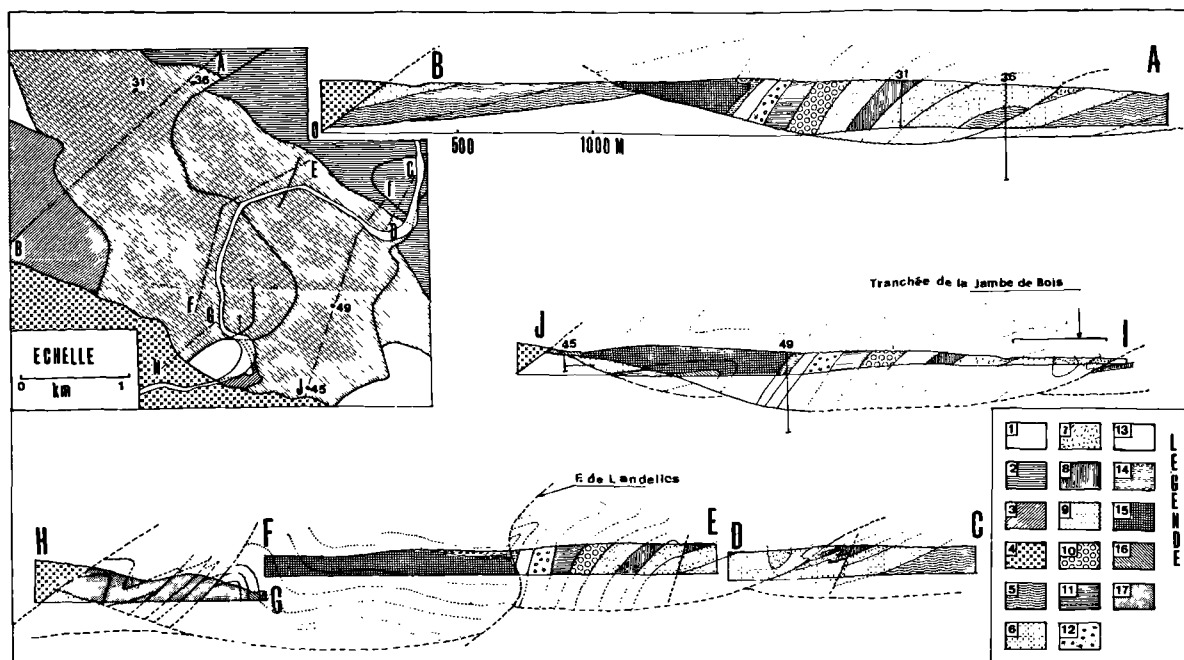 A
36
31
B
E
C
I
D
F
G
49
H
J
45
ECHELLE
0 1
km
B
31
36
A
0
500
1000 M
Tranchée de la Jambe de Bois
J
45
49
I
F. de Landelies
H
F
E
D
C
G
1
7
13
2
8
14
3
9
15
4
10
16
5
11
17
6
12
LEGENDE